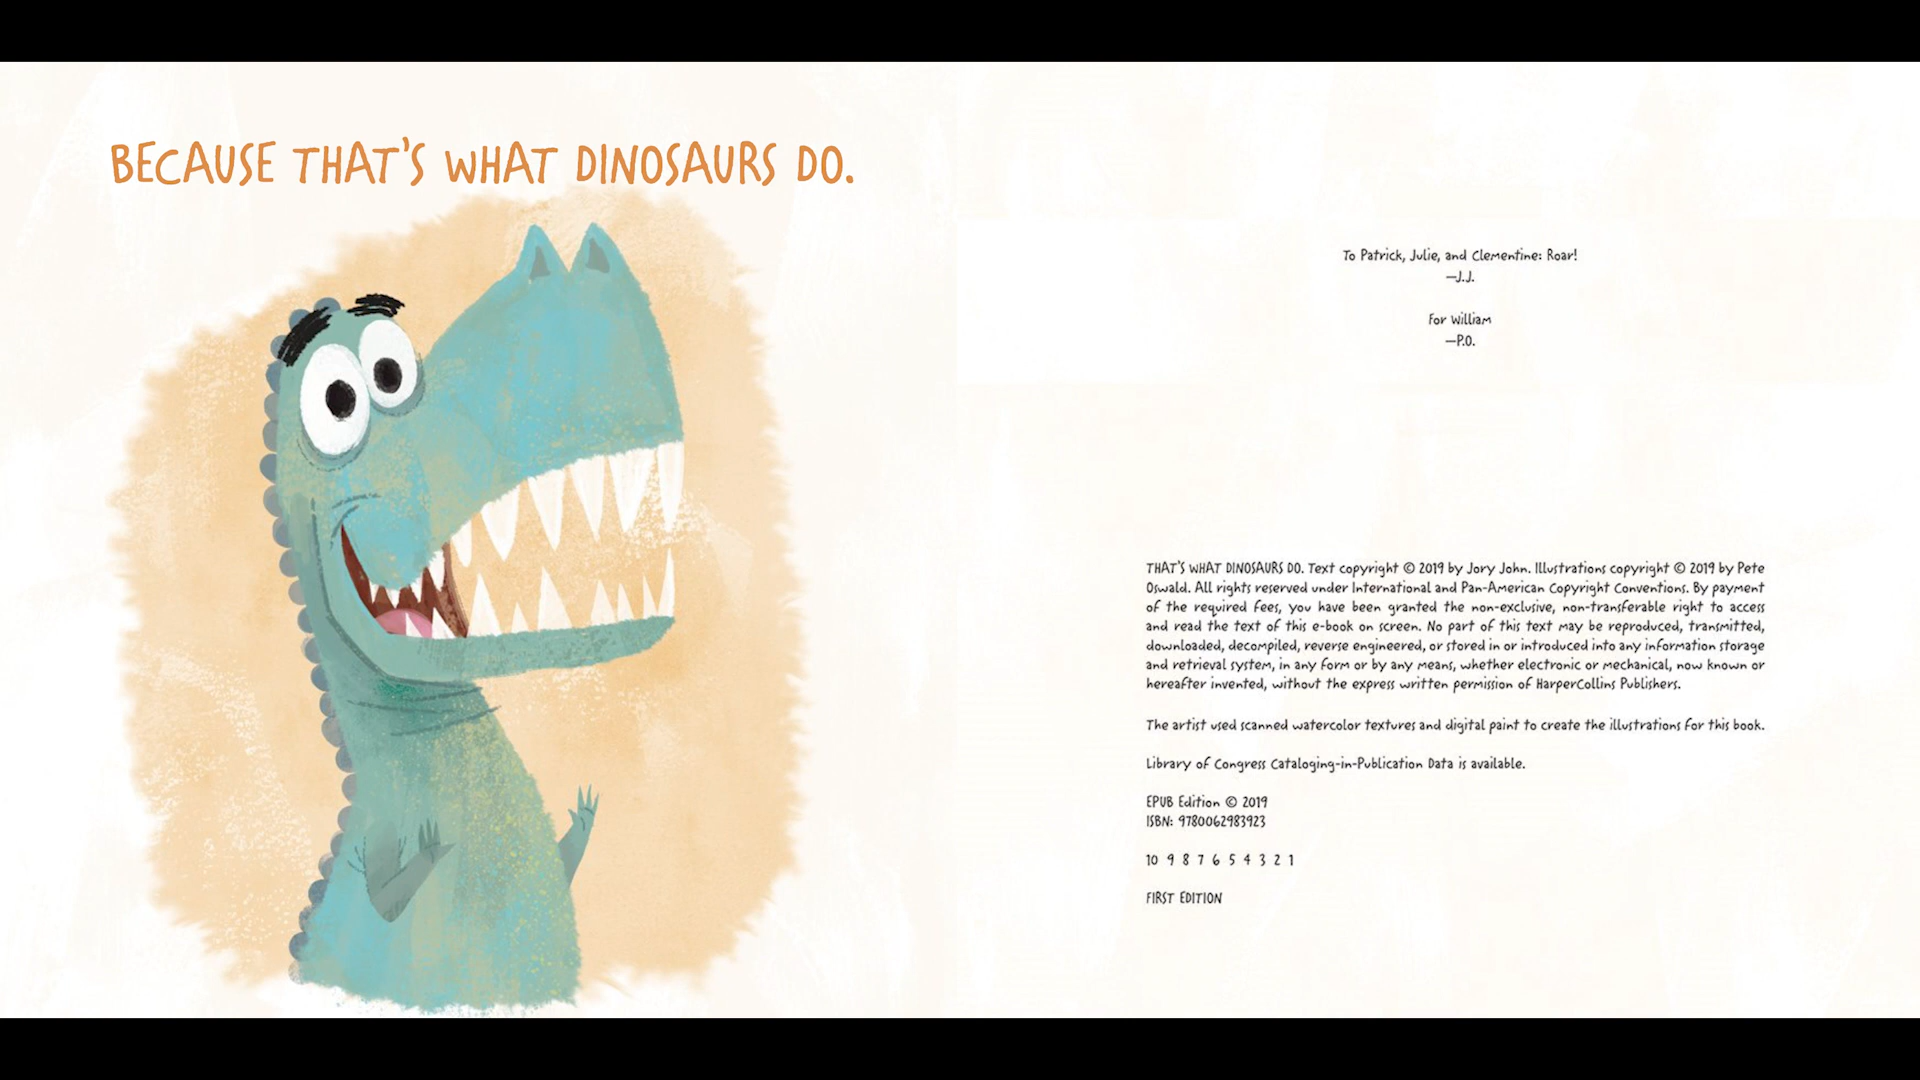 BECAUSE THAT'S WHAT DINOSAURS DO.
To Patrick, Julie, and Clementine: Roar!
—J.J.
For William
—P.O.
THAT'S WHAT DINOSAURS DO. Text copyright © 2019 by Jory John. Illustrations copyright © 2019 by Pete
Oswald. All rights reserved under International and Pan-American Copyright Conventions. By payment
of the required fees, you have been granted the non-exclusive, non-transferable right to access
and read the text of this e-book on screen. No part of this text may be reproduced, transmitted,
downloaded, decompiled, reverse engineered, or stored in or introduced into any information storage
and retrieval system, in any form or by any means, whether electronic or mechanical, now known or
hereafter invented, without the express written permission of HarperCollins Publishers.
The artist used scanned watercolor textures and digital paint to create the illustrations for this book.
Library of Congress Cataloging-in-Publication Data is available.
EPUB Edition © 2019
ISBN: 9780062983923
10 9 8 7 6 5 4 3 2 1
FIRST EDITION